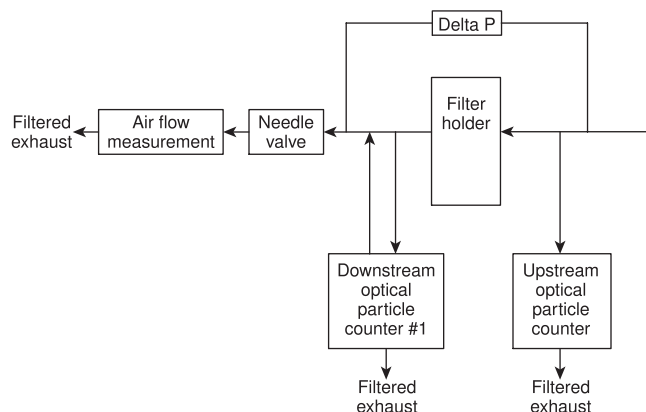 Delta P
Filter
holder
Filtered
exhaust
Air flow
measurement
Needle
valve
Downstream
optical
particle
counter #1
Upstream
optical
particle
counter
Filtered
exhaust
Filtered
exhaust